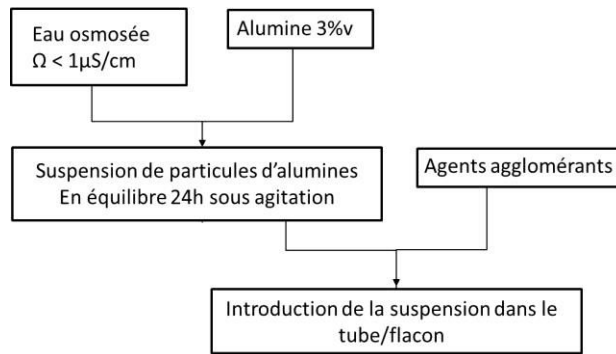 Eau osmosée
Ω < 1µS/cm
Alumine 3%v
Suspension de particules d'alumines
En équilibre 24h sous agitation
Agents agglomérants
Introduction de la suspension dans le
tube/flacon